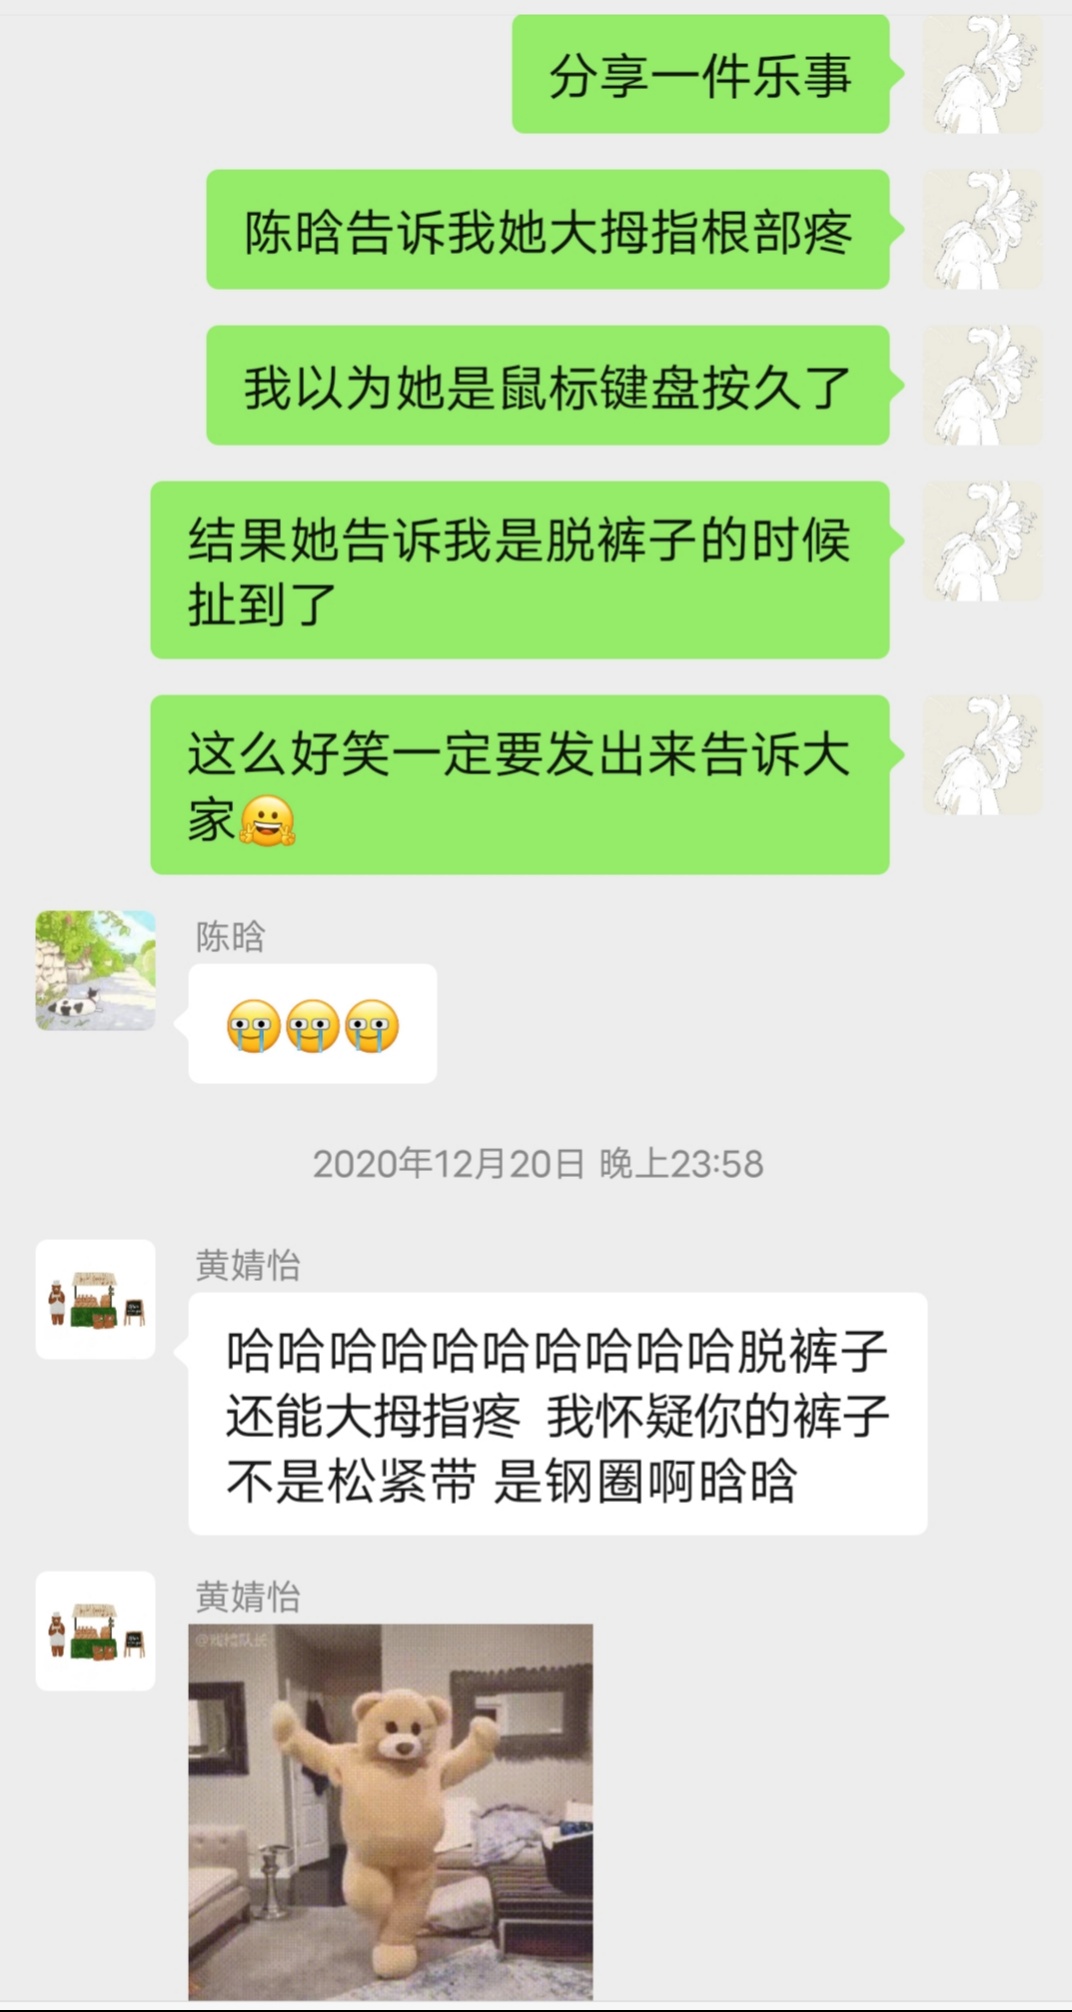 分享一件乐事
陈晗告诉我她大拇指根部疼
我以为她是鼠标键盘按久了
结果她告诉我是脱裤子的时候
扯到了
这么好笑一定要发出来告诉大
家
陈晗
2020年12月20日 晚上23:58
黄婧怡
哈哈哈哈哈哈哈哈哈哈脱裤子
还能大拇指疼 我怀疑你的裤子
不是松紧带 是钢圈啊晗晗
黄婧怡